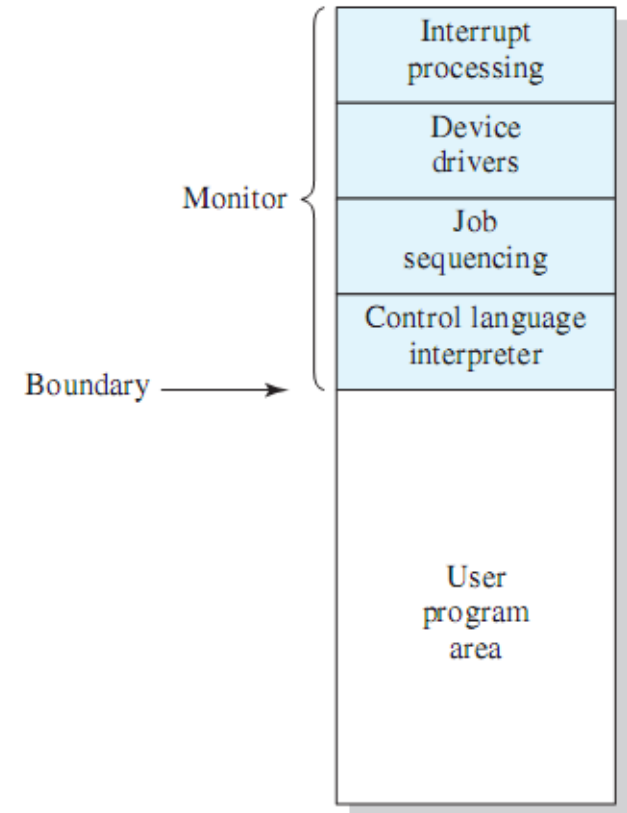 Interrupt
processing
Device
drivers
Monitor
Job
sequencing
Control language
interpreter
Boundary
User
program
area